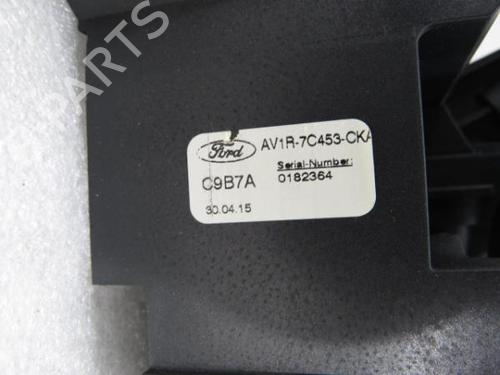 PARTS
Ford
AV1R-7C453-CKA
Serial-Number:
C9B7A
0182364
30.04.15